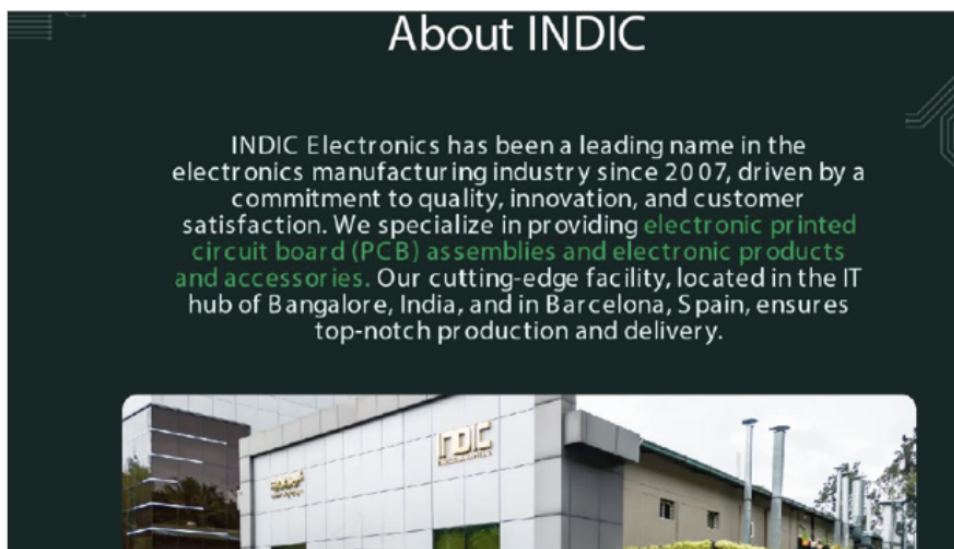 About INDIC
INDIC Electronics has been a leading name in the
electronics manufacturing industry since 2007, driven by a
commitment to quality, innovation, and customer
satisfaction. We specialize in providing electronic printed
circuit board (PCB) assemblies and electronic products
and accessories. Our cutting-edge facility, located in the IT
hub of Bangalore, India, and in Barcelona, Spain, ensures
top-notch production and delivery.
INDIC